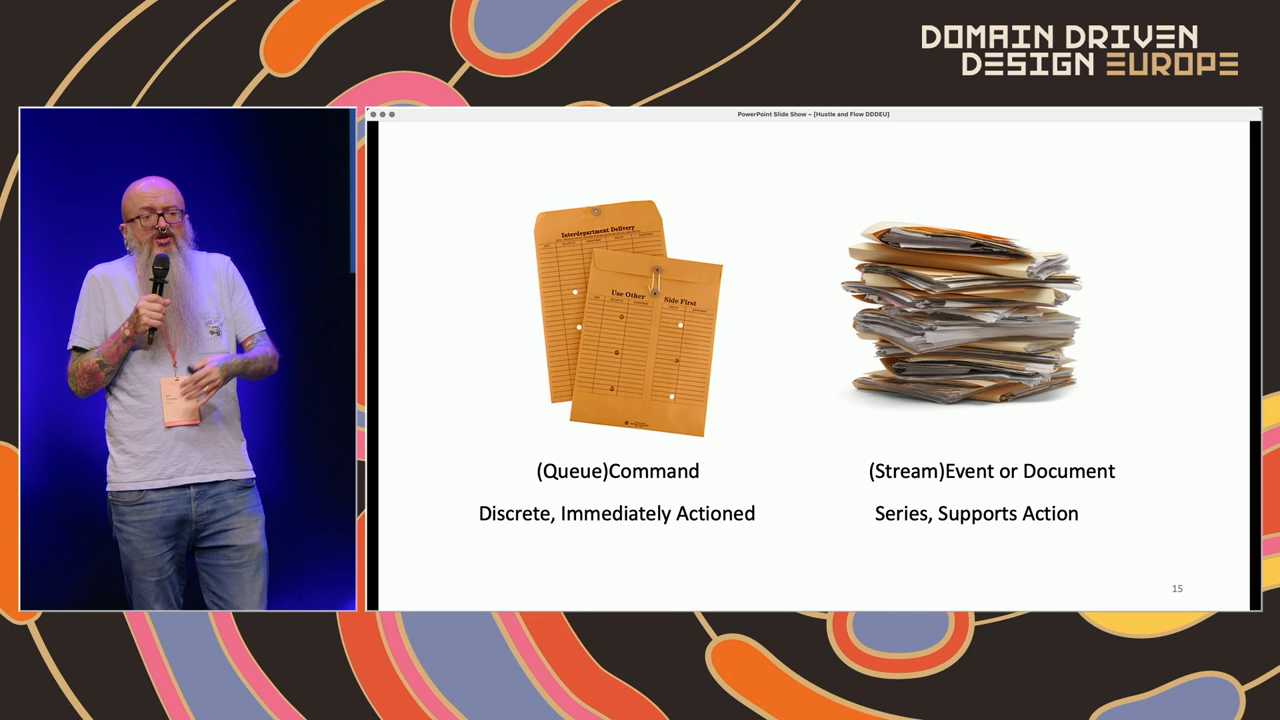 DOMAIN DRIVEN
DESIGN EUROPE
PowerPoint Slide Show – [Hustle and Flow DDDEU]
Interdepartment Delivery
Use Other Side First
(Queue)Command
(Stream)Event or Document
Discrete, Immediately Actioned
Series, Supports Action
15